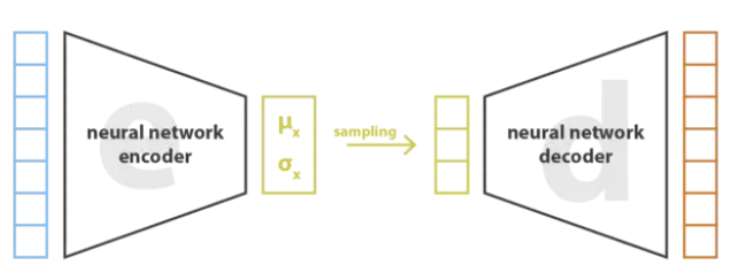 e
neural network
encoder
μx
σx
sampling
d
neural network
decoder